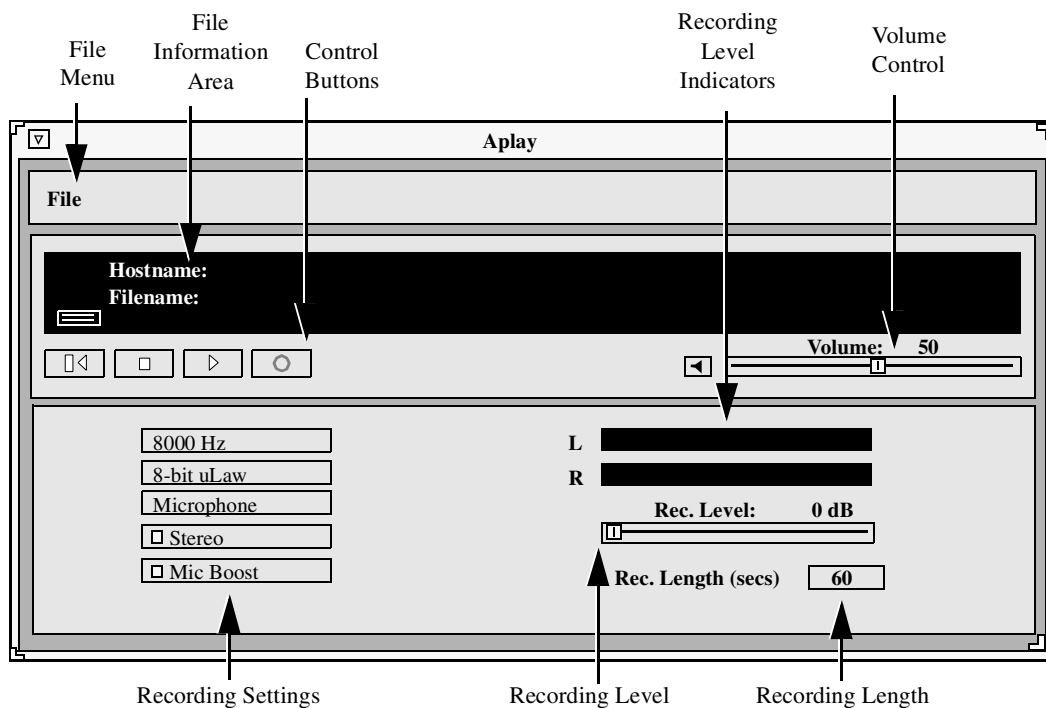 File
Menu
File
Information
Area
Control
Buttons
Recording
Level
Indicators
Volume
Control
Aplay
File
Hostname:
Filename:
Volume: 50
8000 Hz
8-bit uLaw
Microphone
Stereo
Mic Boost
L
R
Rec. Level: 0 dB
Rec. Length (secs) 60
Recording Settings
Recording Level
Recording Length